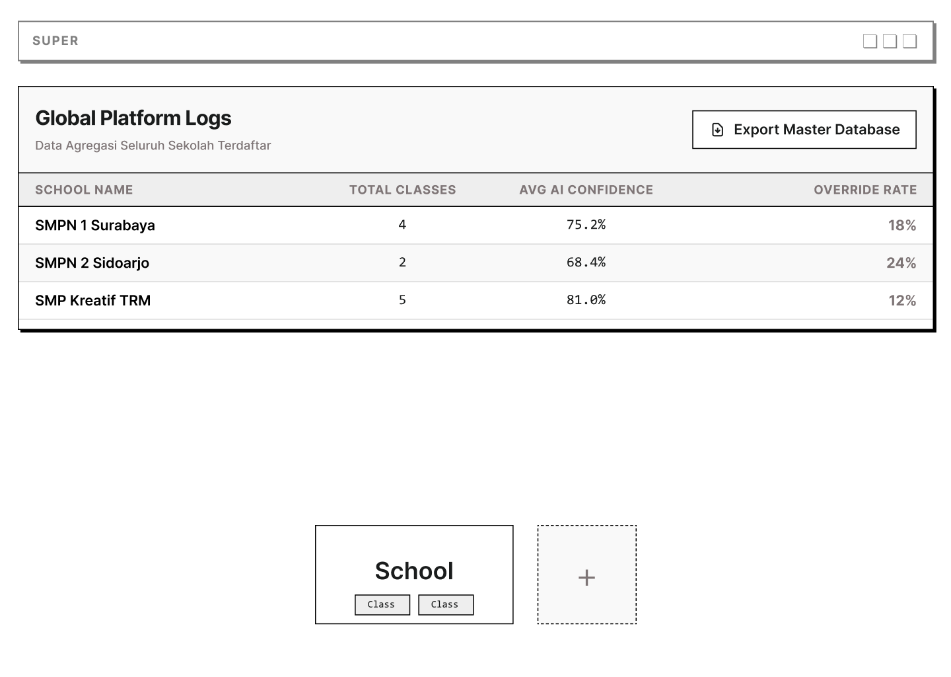 SUPER
Global Platform Logs
Data Agregasi Seluruh Sekolah Terdaftar
Export Master Database
SCHOOL NAME TOTAL CLASSES AVG AI CONFIDENCE OVERRIDE RATE
SMPN 1 Surabaya 4 75.2% 18%
SMPN 2 Sidoarjo 2 68.4% 24%
SMP Kreatif TRM 5 81.0% 12%
School
Class Class
+